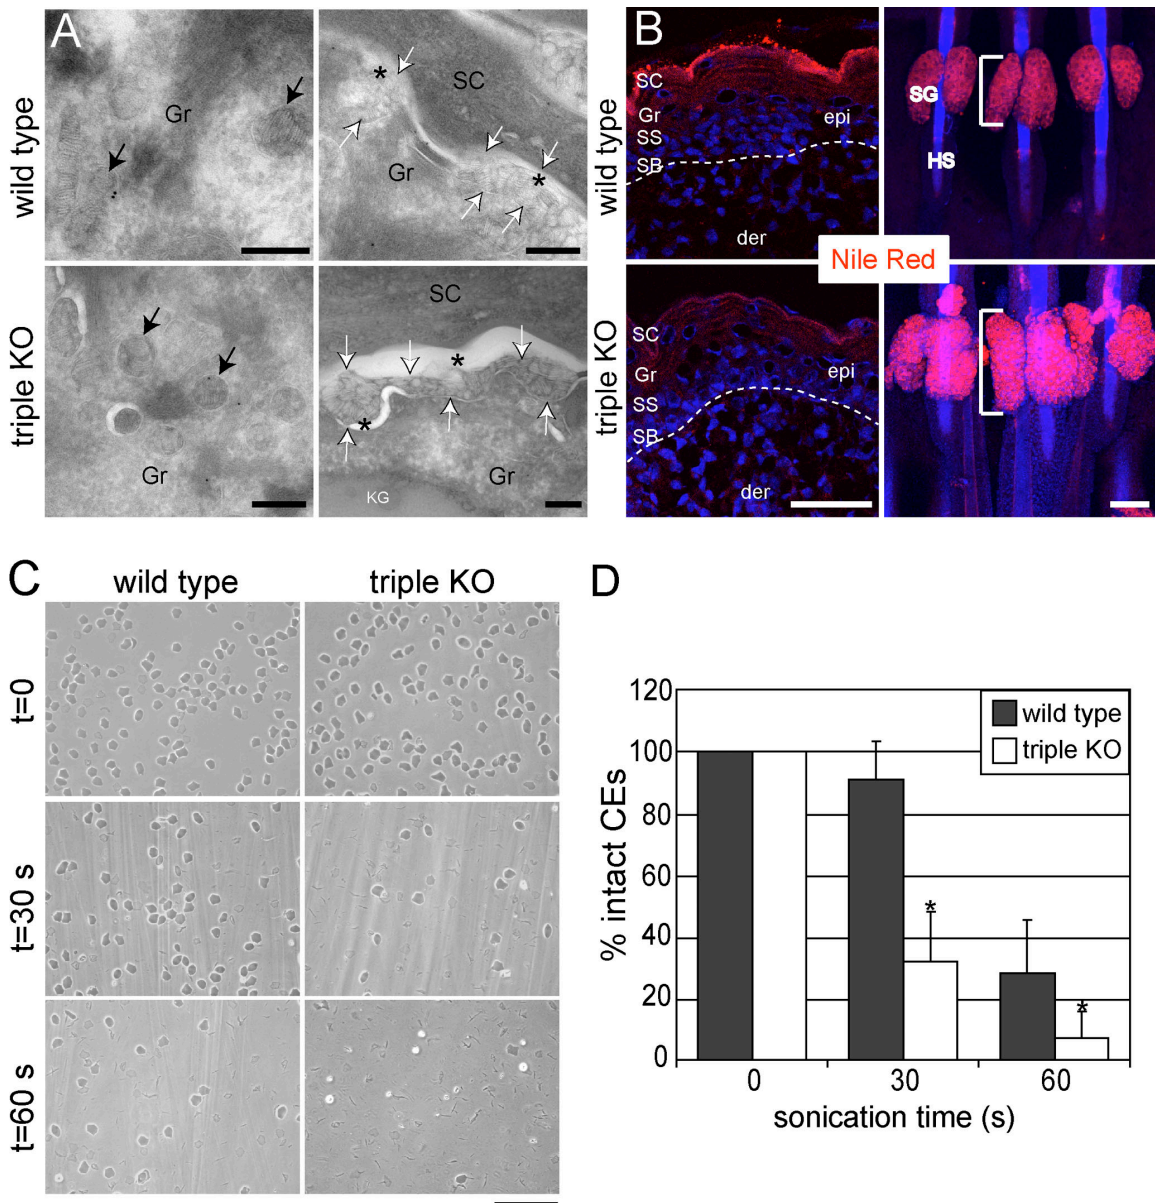 A
wild type
Gr
* SC
Gr
*
triple KO
Gr
SC
*
*
Gr
KG
B
wild type
SC
Gr
SS
SB
epi
der
SG
HS
Nile Red
triple KO
SC
Gr
SS
SB
epi
der
C
wild type triple KO
t=0
t=30 s
t=60 s
D
% intact CEs
120
100
80
60
40
20
0
wild type
triple KO
*
*
0 30 60
sonication time (s)